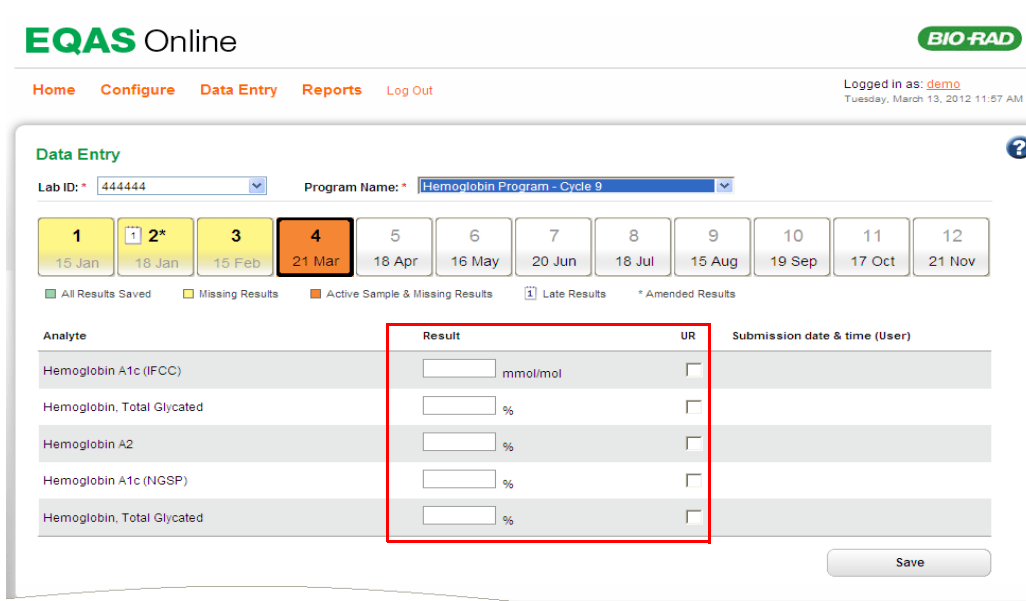 EQAS Online
BIO-RAD
Home Configure Data Entry Reports Log Out
Logged in as: demo
Tuesday, March 13, 2012 11:57 AM
Data Entry
?
Lab ID: * 444444 Program Name: * Hemoglobin Program - Cycle 9
1 1 2* 3 4 5 6 7 8 9 10 11 12
15 Jan 18 Jan 15 Feb 21 Mar 18 Apr 16 May 20 Jun 18 Jul 15 Aug 19 Sep 17 Oct 21 Nov
All Results Saved Missing Results Active Sample & Missing Results 1 Late Results * Amended Results
Analyte Result UR Submission date & time (User)
Hemoglobin A1c (IFCC) mmol/mol
Hemoglobin, Total Glycated %
Hemoglobin A2 %
Hemoglobin A1c (NGSP) %
Hemoglobin, Total Glycated %
Save